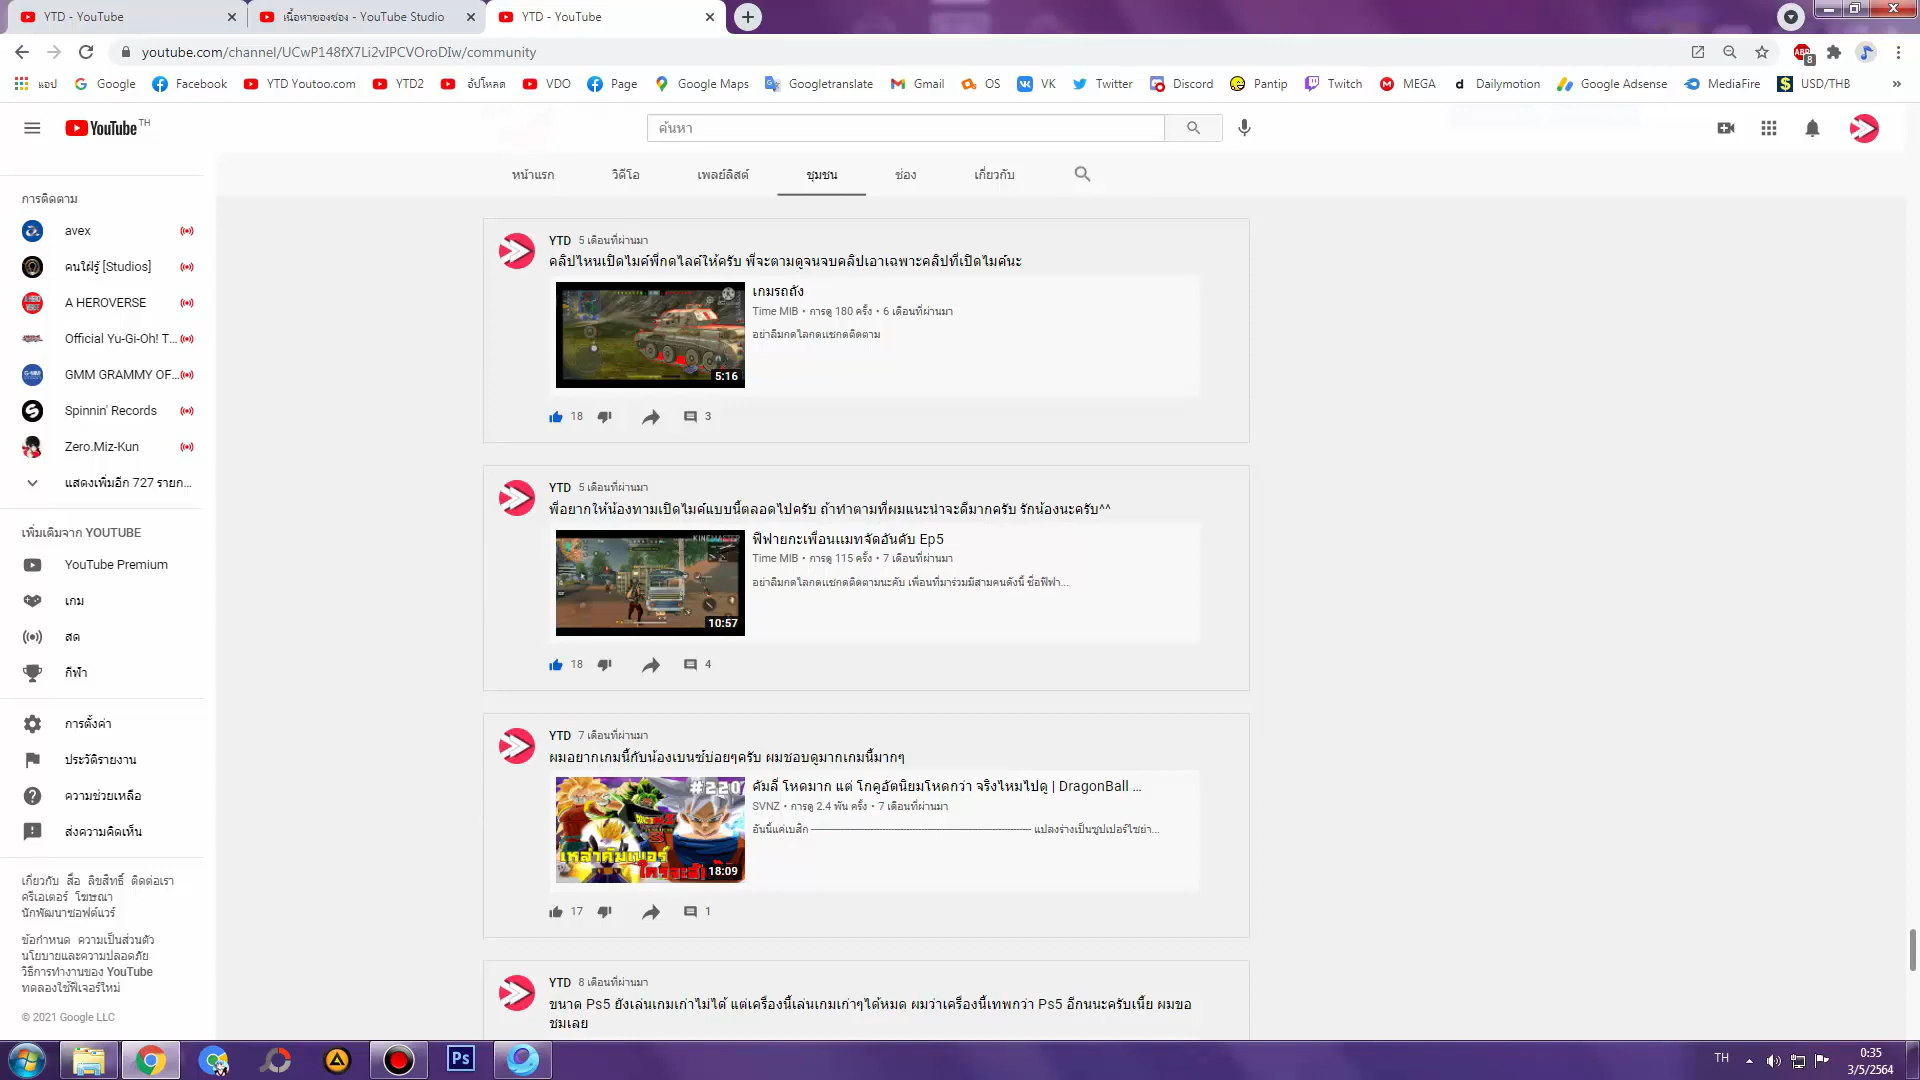 YTD - YouTube
เนื้อหาของช่อง - YouTube Studio
YTD - YouTube
youtube.com/channel/UCwP148fX7Li2vIPCVOroDIw/community
แอป Google Facebook YTD Youtoo.com YTD2 อัปโหลด VDO Page Google Maps Googletranslate Gmail OS VK Twitter Discord Pantip Twitch MEGA Dailymotion Google Adsense MediaFire USD/THB »
YouTube TH
ค้นหา
หน้าแรก วิดีโอ เพลย์ลิสต์ ชุมชน ช่อง เกี่ยวกับ
การติดตาม
avex
คนใฝ่รู้ [Studios]
A HEROVERSE
Official Yu-Gi-Oh! T...
GMM GRAMMY OF...
Spinnin' Records
Zero.Miz-Kun
แสดงเพิ่มอีก 727 รายก...
เพิ่มเติมจาก YOUTUBE
YouTube Premium
เกม
สด
กีฬา
การตั้งค่า
ประวัติรายงาน
ความช่วยเหลือ
ส่งความคิดเห็น
เกี่ยวกับ สื่อ ลิขสิทธิ์ ติดต่อเรา
ครีเอเตอร์ โฆษณา
นักพัฒนาซอฟต์แวร์
ข้อกำหนด ความเป็นส่วนตัว
นโยบายและความปลอดภัย
วิธีการทำงานของ YouTube
ทดลองใช้ฟีเจอร์ใหม่
© 2021 Google LLC
YTD 5 เดือนที่ผ่านมา
คลิปไหนเปิดไมค์พี่กดไลค์ให้ครับ พี่จะตามดูจนจบคลิปเอาเฉพาะคลิปที่เปิดไมค์นะ
เกมรถถัง
Time MIB • การดู 180 ครั้ง • 6 เดือนที่ผ่านมา
อย่าลืมกดไลกดแชกดติดตาม
5:16
18 3
YTD 5 เดือนที่ผ่านมา
พี่อยากให้น้องทามเปิดไมค์แบบนี้ตลอดไปครับ ถ้าทำตามที่ผมแนะนำจะดีมากครับ รักน้องนะครับ^^
KINEMASTER
ฟีฟายกะเพื่อนแมทจัดอันดับ Ep5
Time MIB • การดู 115 ครั้ง • 7 เดือนที่ผ่านมา
อย่าลืมกดไลกดแชกดติดตามนะคับ เพื่อนที่มาร่วมมีสามคนดังนี้ ชื่อฟีฟา...
10:57
18 4
YTD 7 เดือนที่ผ่านมา
ผมอยากเกมนี้กับน้องเบนซ์บ่อยๆครับ ผมชอบดูมากเกมนี้มากๆ
#220
คัมลี่ โหดมาก แต่ โกคูอัตนิยมโหดกว่า จริงไหมไปดู | DragonBall ...
SVNZ • การดู 2.4 พัน ครั้ง • 7 เดือนที่ผ่านมา
อันนี้แค่เบสิก ---------- แปลงร่างเป็นซูปเปอร์ไซย่า...
เหล่าคัมเบอร์
18:09
17 1
YTD 8 เดือนที่ผ่านมา
ขนาด Ps5 ยังเล่นเกมเก่าไม่ได้ แต่เครื่องนี้เล่นเกมเก่าๆได้หมด ผมว่าเครื่องนี้เทพกว่า Ps5 อีกนนะครับเนี้ย ผมขอ
ชมเลย
TH
0:35
3/5/2564